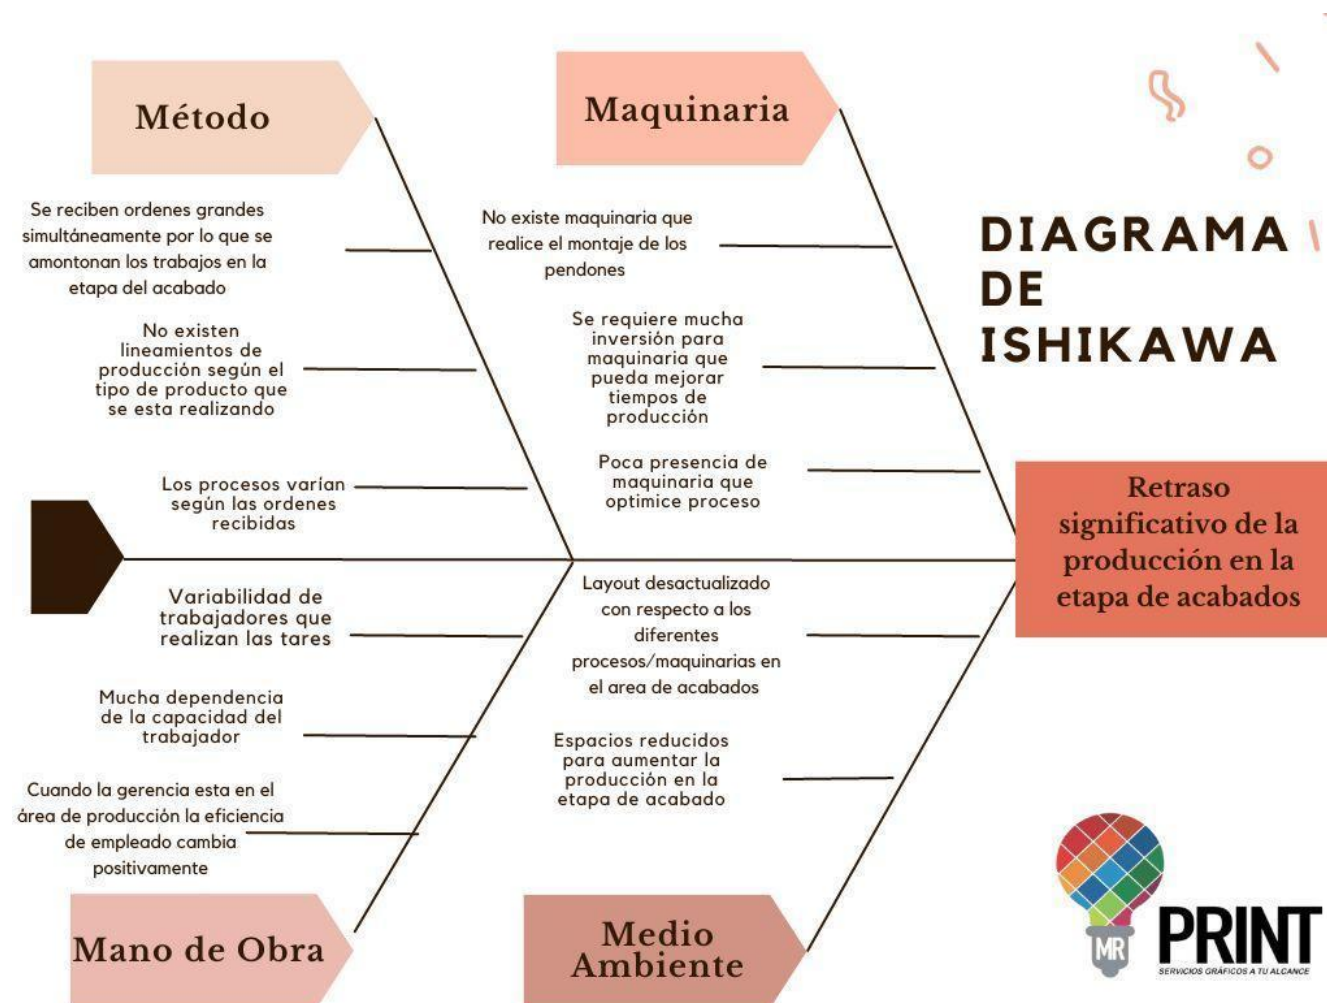 Método
Se reciben ordenes grandes
simultáneamente por lo que se
amontonan los trabajos en la
etapa del acabado
No existen
lineamientos de
producción según el
tipo de producto que
se esta realizando
Los procesos varían
según las ordenes
recibidas
Maquinaria
No existe maquinaria que
realice el montaje de los
pendones
Se requiere mucha
inversión para
maquinaria que
pueda mejorar
tiempos de
producción
Poca presencia de
maquinaria que
optimice proceso
DIAGRAMA
DE
ISHIKAWA
Retraso
significativo de la
producción en la
etapa de acabados
Variabilidad de
trabajadores que
realizan las tares
Mucha dependencia
de la capacidad del
trabajador
Cuando la gerencia esta en el
área de producción la eficiencia
de empleado cambia
positivamente
Mano de Obra
Layout desactualizado
con respecto a los
diferentes
procesos/maquinarias en
el area de acabados
Espacios reducidos
para aumentar la
producción en la
etapa de acabado
Medio
Ambiente
MR
PRINT
SERVICIOS GRÁFICOS A TU ALCANCE